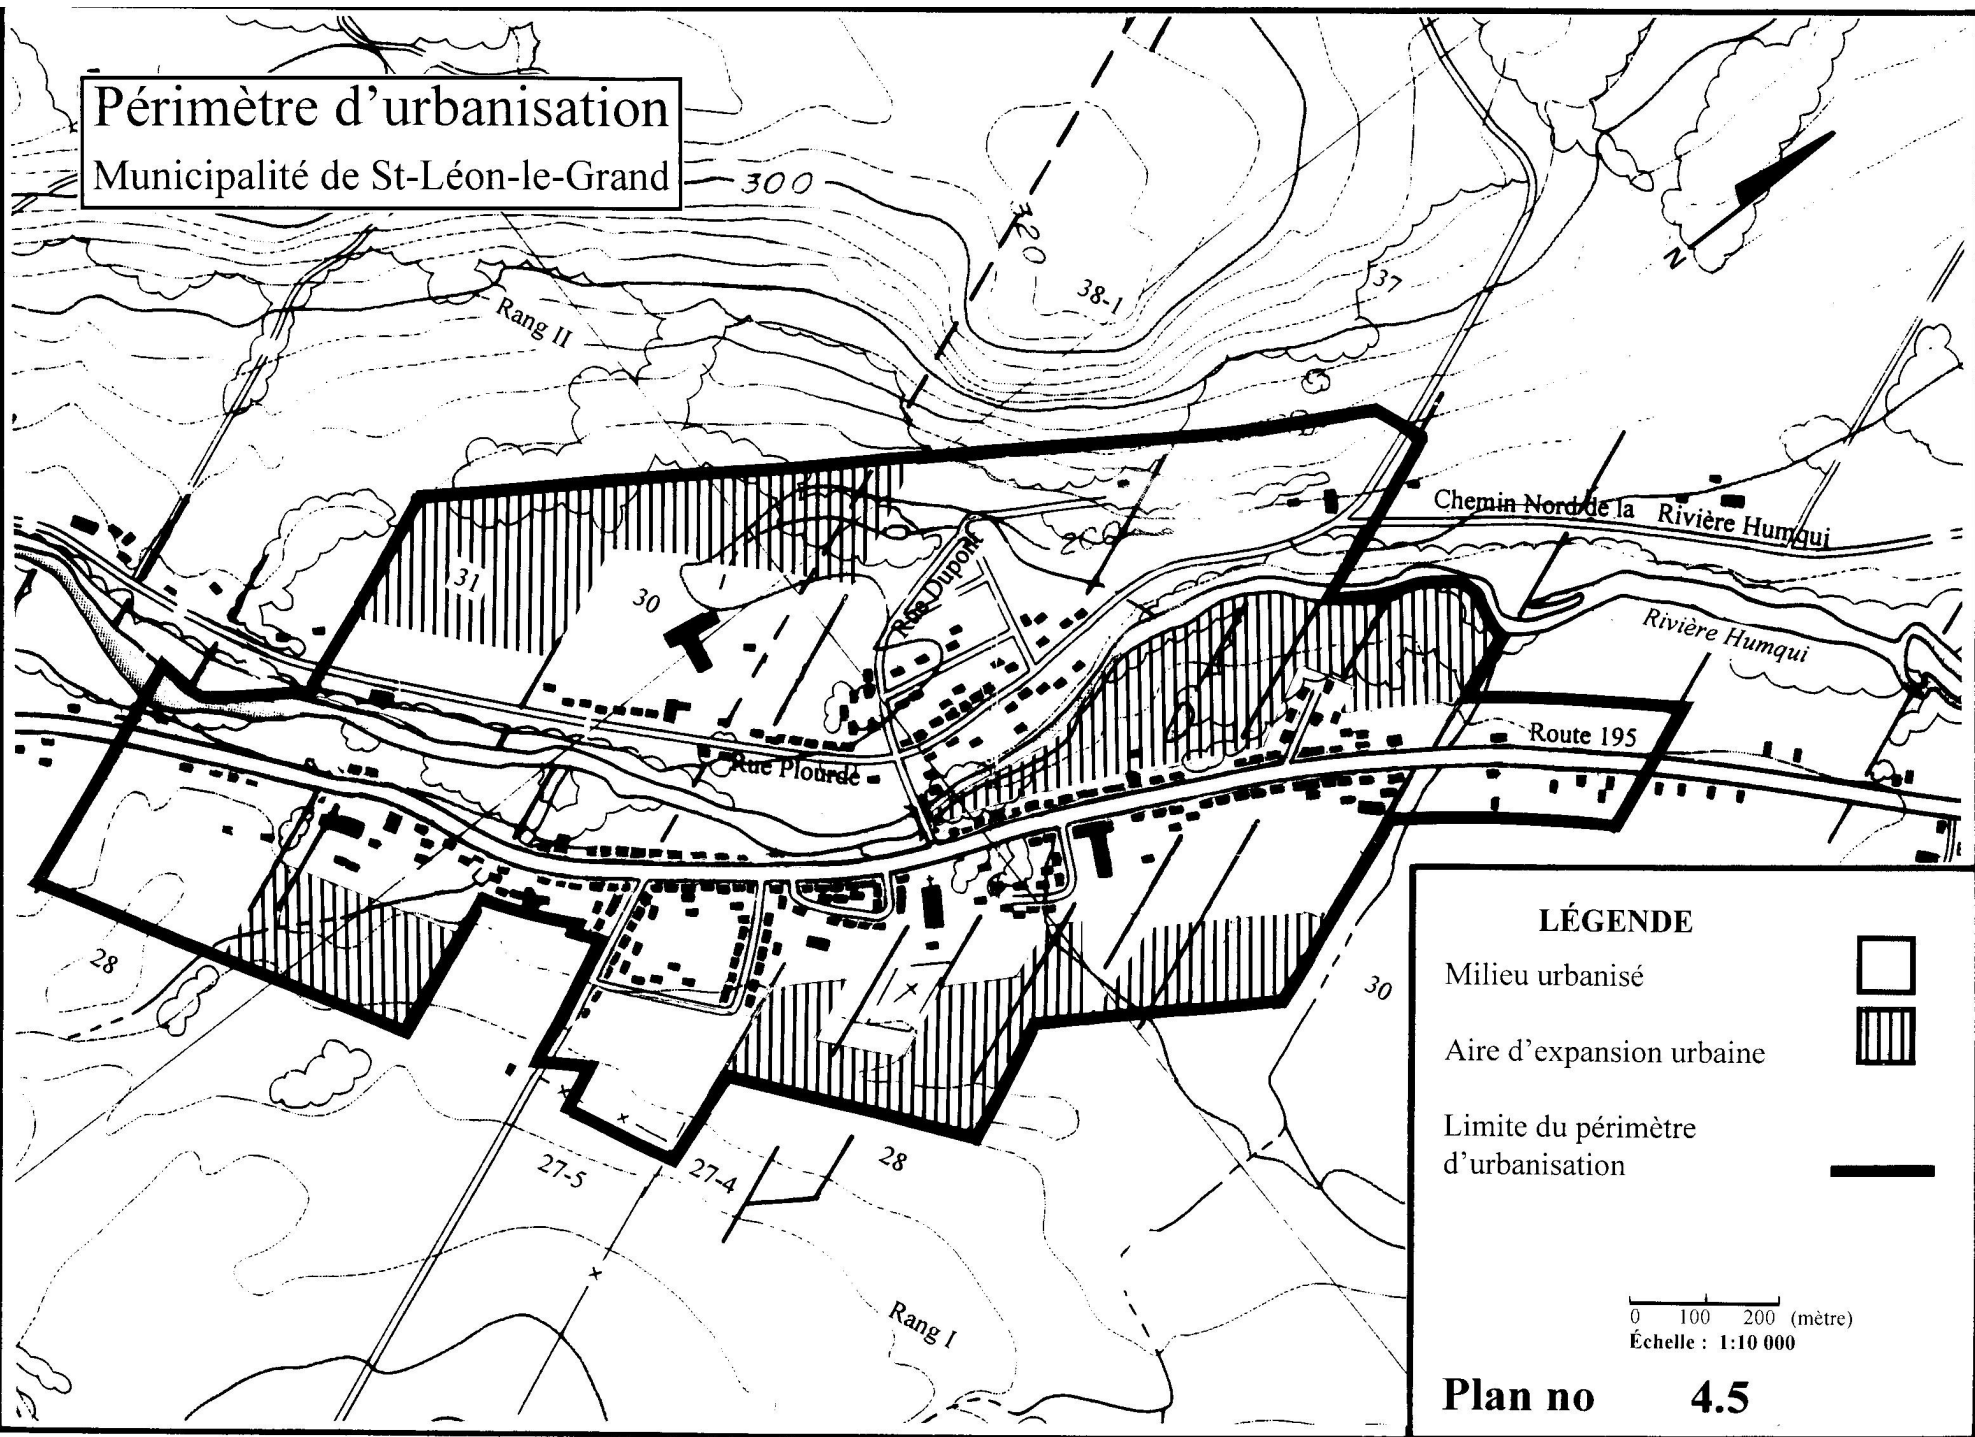 Périmètre d'urbanisation
Municipalité de St-Léon-le-Grand
300
320
38-1
37
N
Rang II
Chemin Nord de la Rivière Humqui
31
30
Rue Dupont
Rivière Humqui
Route 195
Rue Plourde
28
30
27-5
27-4
28
Rang I
LÉGENDE
Milieu urbanisé
Aire d'expansion urbaine
Limite du périmètre
d'urbanisation
0 100 200 (mètre)
Échelle : 1:10 000
Plan no 4.5